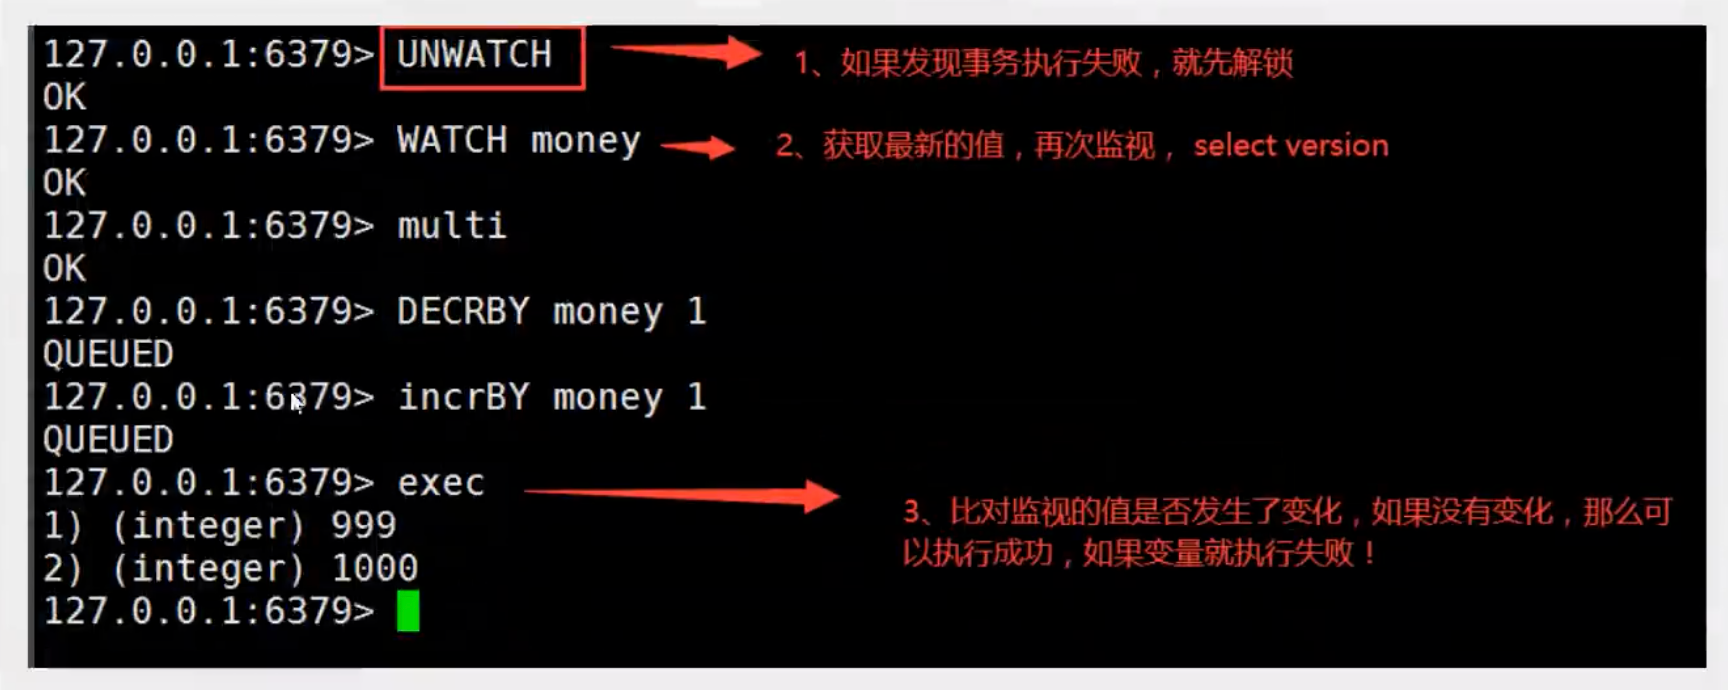 127.0.0.1:6379> UNWATCH
1、如果发现事务执行失败，就先解锁
OK
127.0.0.1:6379> WATCH money
2、获取最新的值，再次监视， select version
OK
127.0.0.1:6379> multi
OK
127.0.0.1:6379> DECRBY money 1
QUEUED
127.0.0.1:6379> incrBY money 1
QUEUED
127.0.0.1:6379> exec
3、比对监视的值是否发生了变化，如果没有变化，那么可
以执行成功，如果变量就执行失败！
1) (integer) 999
2) (integer) 1000
127.0.0.1:6379>